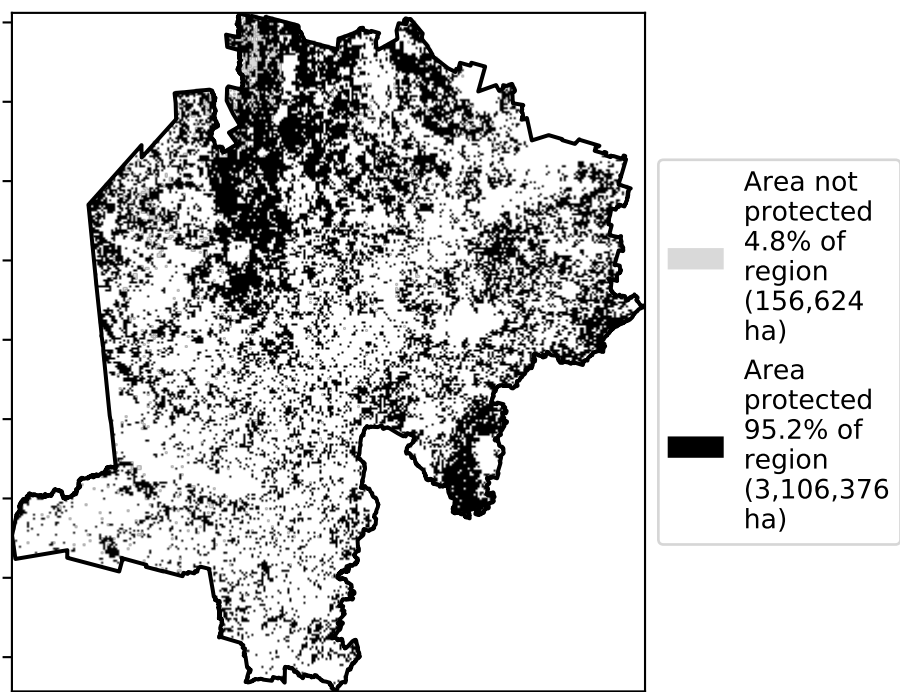 Area not
protected
4.8% of
region
(156,624
ha)
Area
protected
95.2% of
region
(3,106,376
ha)